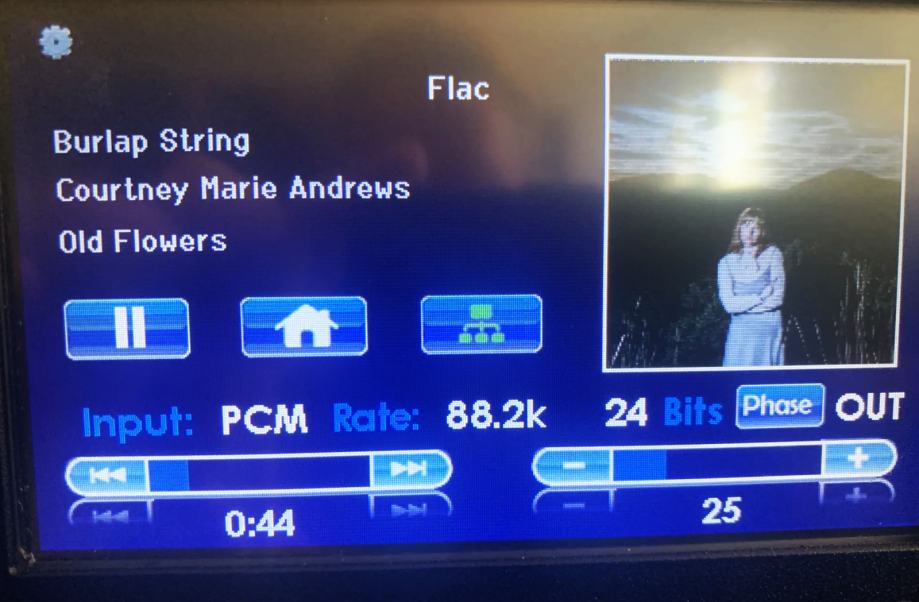 Flac
Burlap String
Courtney Marie Andrews
Old Flowers
Input: PCM Rate: 88.2k 24 Bits Phase OUT
0:44 25